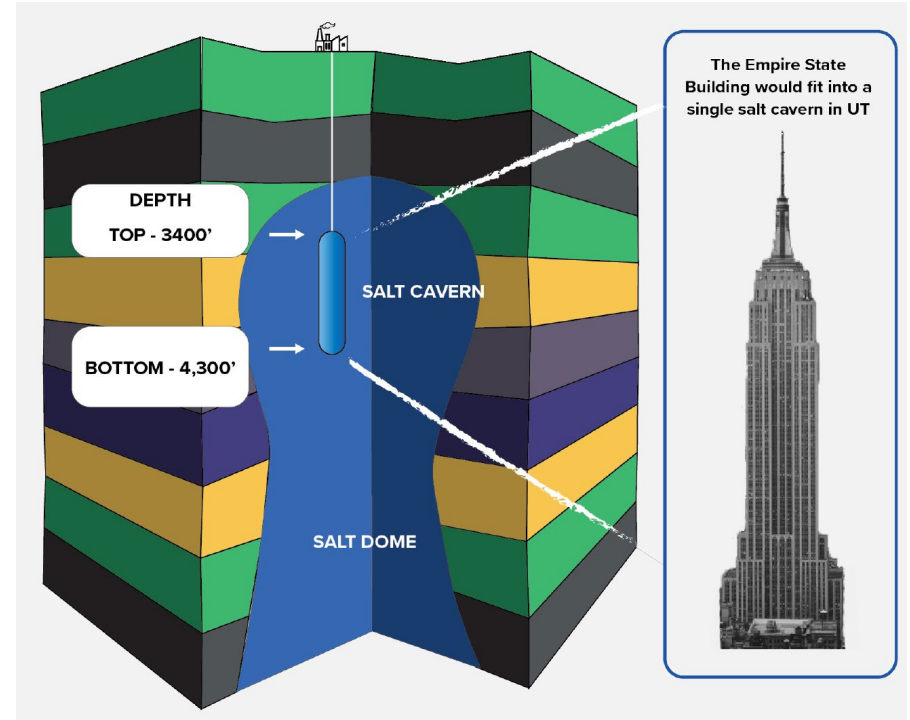 The Empire State
Building would fit into a
single salt cavern in UT
DEPTH
TOP - 3400’
SALT CAVERN
BOTTOM - 4,300’
SALT DOME